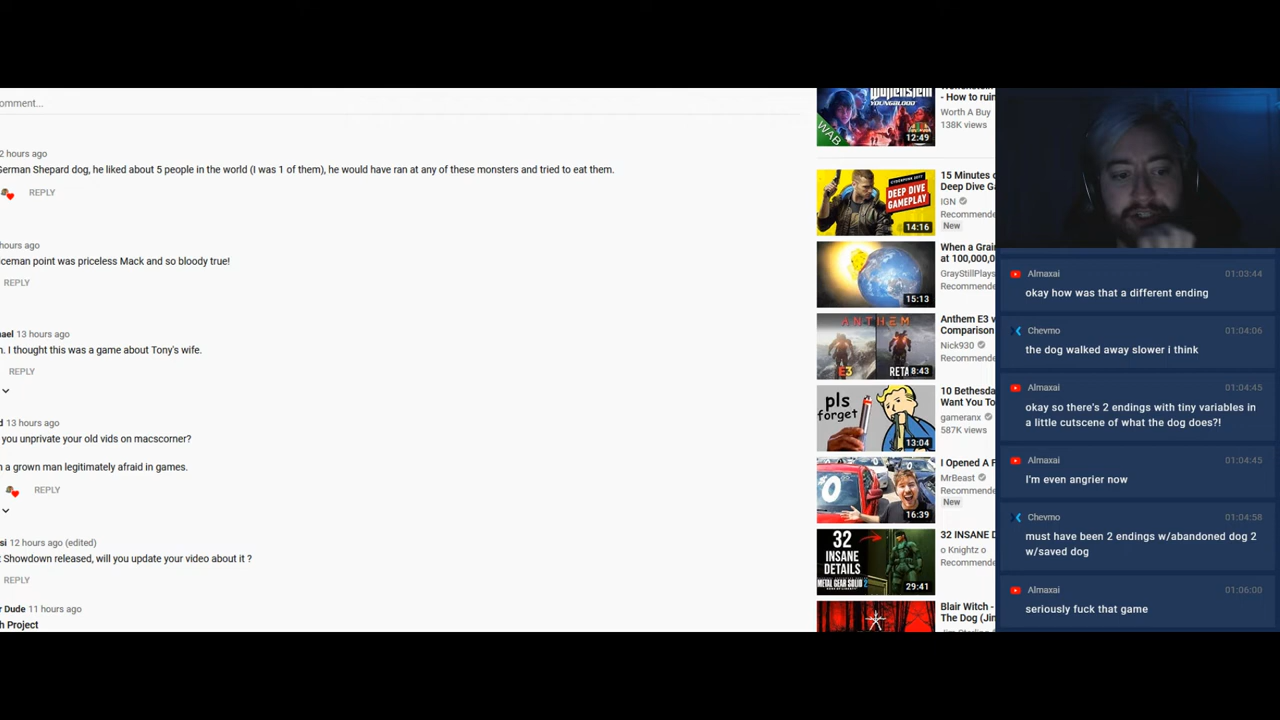 omment...
2 hours ago
German Shepard dog, he liked about 5 people in the world (I was 1 of them), he would have ran at any of these monsters and tried to eat them.
REPLY
hours ago
iceman point was priceless Mack and so bloody true!
REPLY
ael 13 hours ago
. I thought this was a game about Tony's wife.
REPLY
d 13 hours ago
you unprivate your old vids on macscorner?
a grown man legitimately afraid in games.
REPLY
si 12 hours ago (edited)
Showdown released, will you update your video about it ?
REPLY
r Dude 11 hours ago
h Project
Wolfenstein
YOUNGBLOOD
WAB
12:49
- How to ruin
Worth A Buy
138K views
DEEP DIVE
GAMEPLAY
14:16
15 Minutes o
Deep Dive Ga
IGN
Recommende
New
15:13
When a Grai
at 100,000,0
GrayStillPlays
Recommende
ANTHEM
E3
RETA
8:43
Anthem E3 v
Comparison
Nick930
Recommende
pls
forget
13:04
10 Bethesda
Want You To
gameranx
587K views
$0
16:39
I Opened A F
MrBeast
Recommende
New
32
INSANE
DETAILS
METAL GEAR SOLID 2
29:41
32 INSANE D
o Knightz o
Recommende
Blair Witch -
The Dog (Jin
Jim Sterling
Almaxai 01:03:44
okay how was that a different ending
Chevmo 01:04:06
the dog walked away slower i think
Almaxai 01:04:45
okay so there's 2 endings with tiny variables in
a little cutscene of what the dog does?!
Almaxai 01:04:45
I'm even angrier now
Chevmo 01:04:58
must have been 2 endings w/abandoned dog 2
w/saved dog
Almaxai 01:06:00
seriously fuck that game